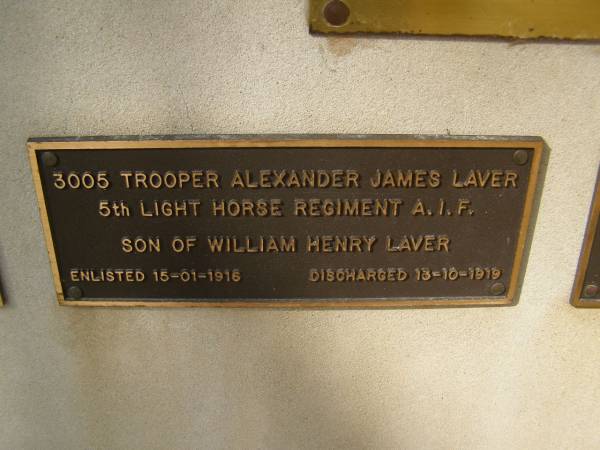 3005 TROOPER ALEXANDER JAMES LAVER
5th LIGHT HORSE REGIMENT A.I.F.
SON OF WILLIAM HENRY LAVER
ENLISTED 15-01-1916 DISCHARGED 13-10-1919